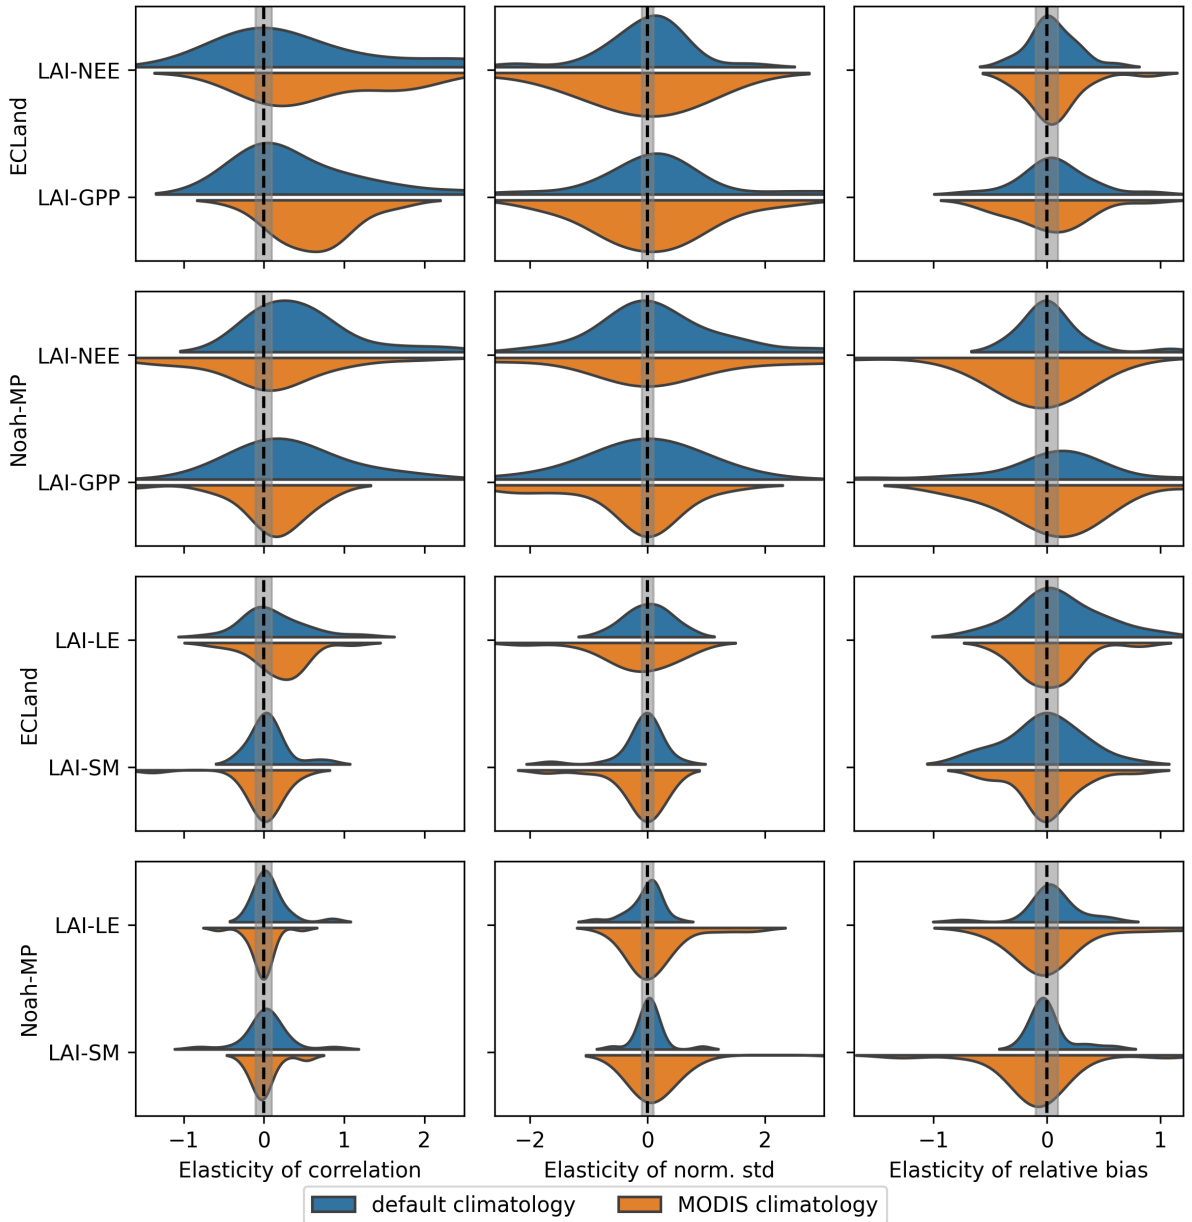 ECLand
LAI-NEE
LAI-GPP
−1 0 1 2
−2 0 2
−1 0 1
Noah-MP
LAI-NEE
LAI-GPP
ECLand
LAI-LE
LAI-SM
Noah-MP
LAI-LE
LAI-SM
Elasticity of correlation
Elasticity of norm. std
Elasticity of relative bias
default climatology
MODIS climatology